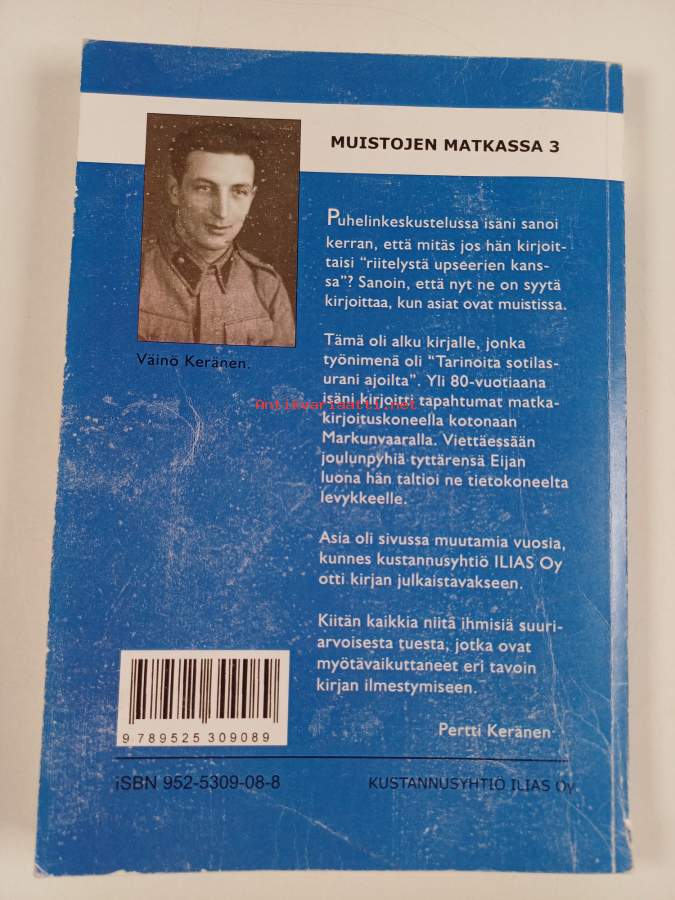 MUISTOJEN MATKASSA 3
Väinö Keränen.
Puhelinkeskustelussa isäni sanoi
kerran, että mitäs jos hän kirjoit-
taisi “riitelystä upseerien kans-
sa”? Sanoin, että nyt ne on syytä
kirjoittaa, kun asiat ovat muistissa.
Tämä oli alku kirjalle, jonka
työnimenä oli “Tarinoita sotilas-
urani ajoilta”. Yli 80-vuotiaana
isäni kirjoitti tapahtumat matka-
Antikvariaatti.net
kirjoituskoneella kotonaan
Markunvaaralla. Viettäessään
joulunpyhiä tyttärensä Eijan
luona hän taltioi ne tietokoneelta
levykkeelle.
Asia oli sivussa muutamia vuosia,
kunnes kustannusyhtiö ILIAS Oy
otti kirjan julkaistavakseen.
Kiitän kaikkia niitä ihmisiä suuri-
arvoisesta tuesta, jotka ovat
myötävaikuttaneet eri tavoin
kirjan ilmestymiseen.
Pertti Keränen
9 789525 309089
ISBN 952-5309-08-8
KUSTANNUSYHTIÖ ILIAS Oy